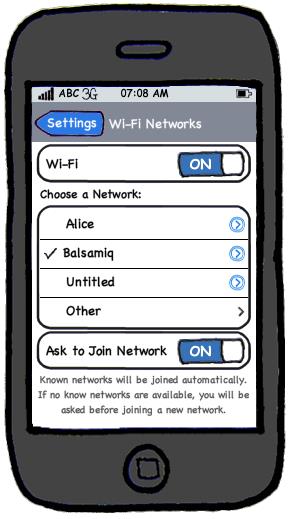 ABC 3G 07:08 AM
Settings Wi-Fi Networks
Wi-Fi ON
Choose a Network:
Alice
Balsamiq
Untitled
Other
Ask to Join Network ON
Known networks will be joined automatically.
If no know networks are available, you will be
asked before joining a new network.